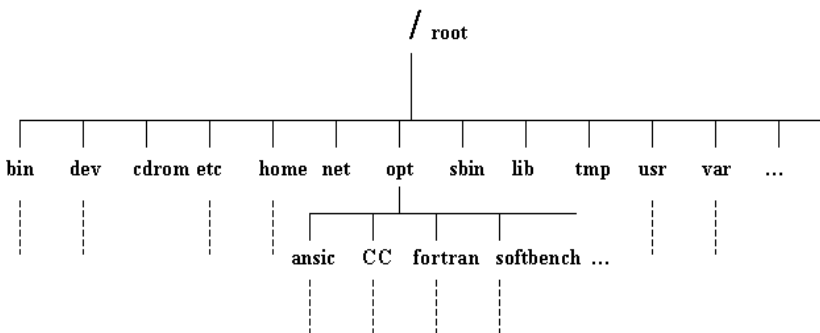 / root
bin dev cdrom etc home net opt sbin lib tmp usr var ...
ansic CC fortran softbench ...